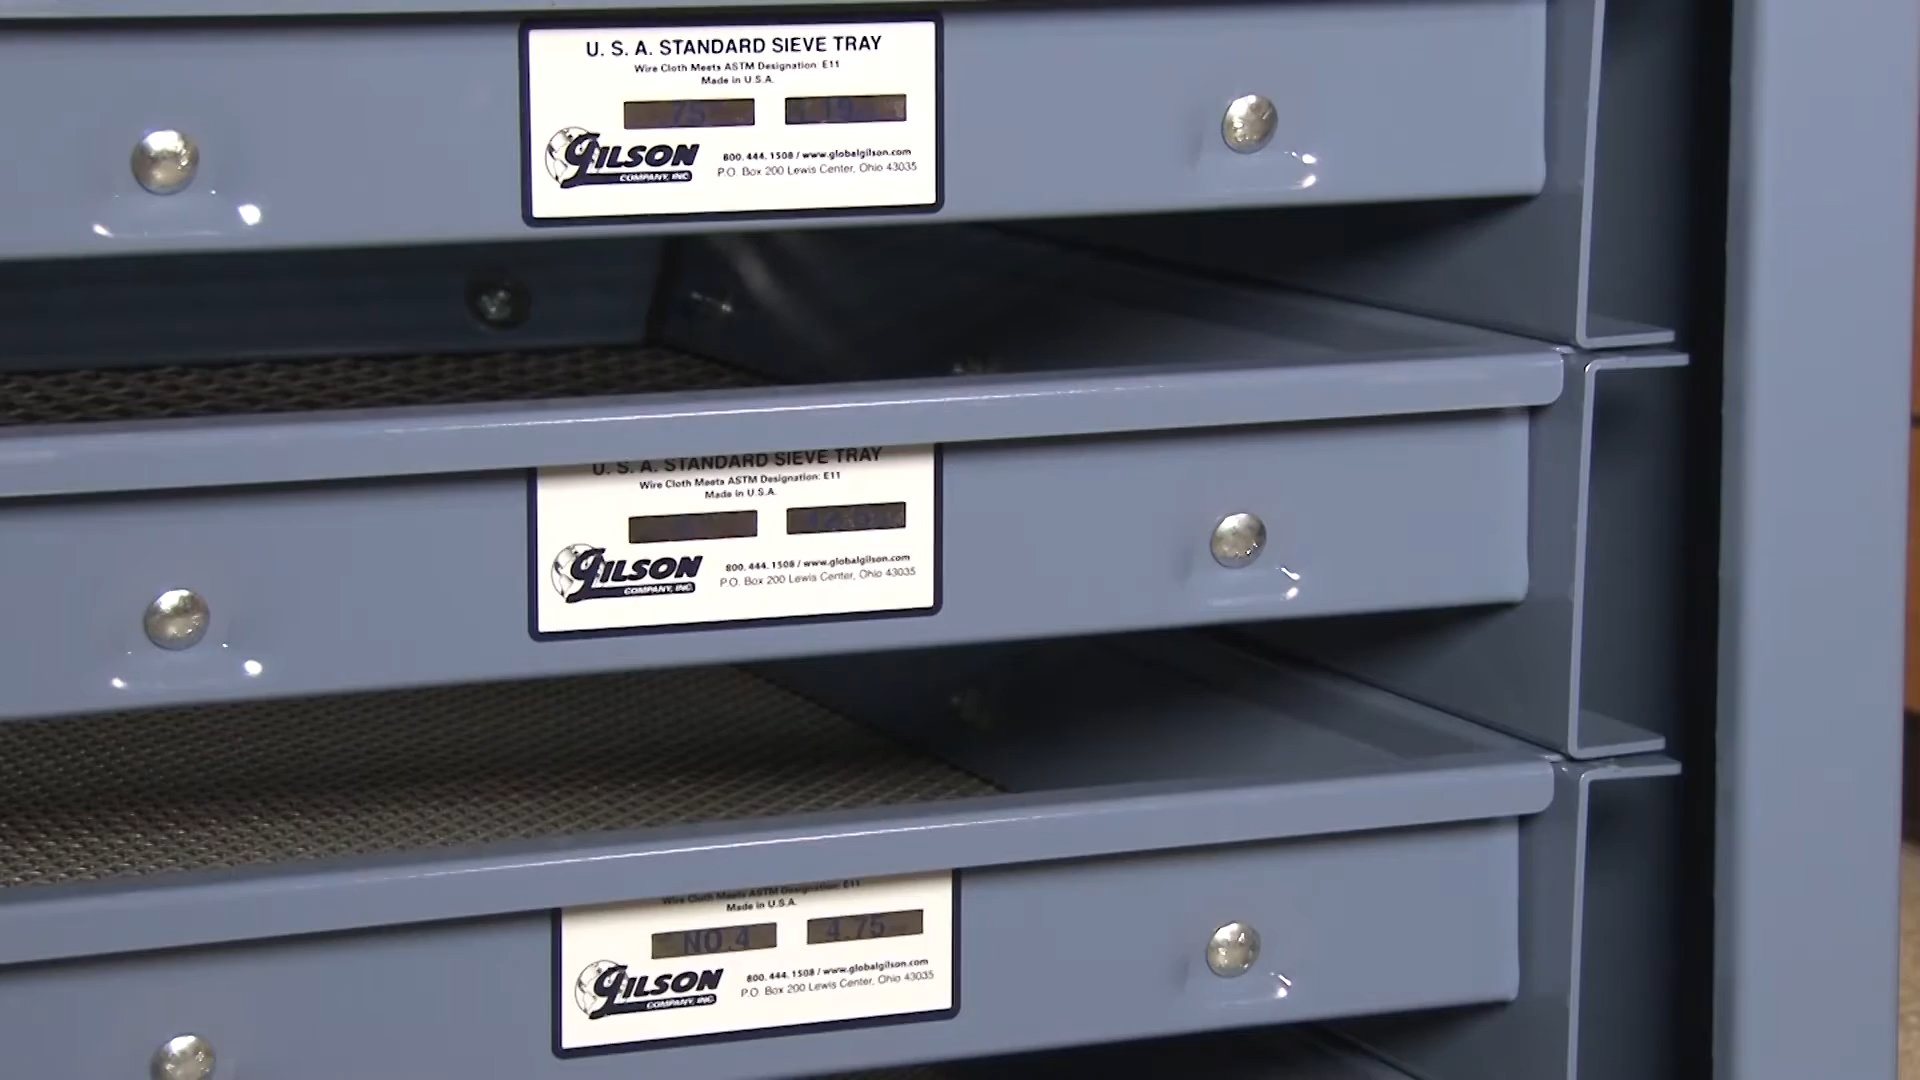 U. S. A. STANDARD SIEVE TRAY
Wire Cloth Meets ASTM Designation: E11
Made in U.S.A.
75 19
GILSON
COMPANY, INC.
800. 444. 1508 / www.globalgilson.com
P.O. Box 200 Lewis Center, Ohio 43035
U. S. A. STANDARD SIEVE TRAY
Wire Cloth Meets ASTM Designation: E11
Made in U.S.A.
GILSON
COMPANY, INC.
800. 444. 1508 / www.globalgilson.com
P.O. Box 200 Lewis Center, Ohio 43035
Wire Cloth Meets ASTM Designation: E11
Made in U.S.A.
NO.4 4.75
GILSON
COMPANY, INC.
800. 444. 1508 / www.globalgilson.com
P.O. Box 200 Lewis Center, Ohio 43035